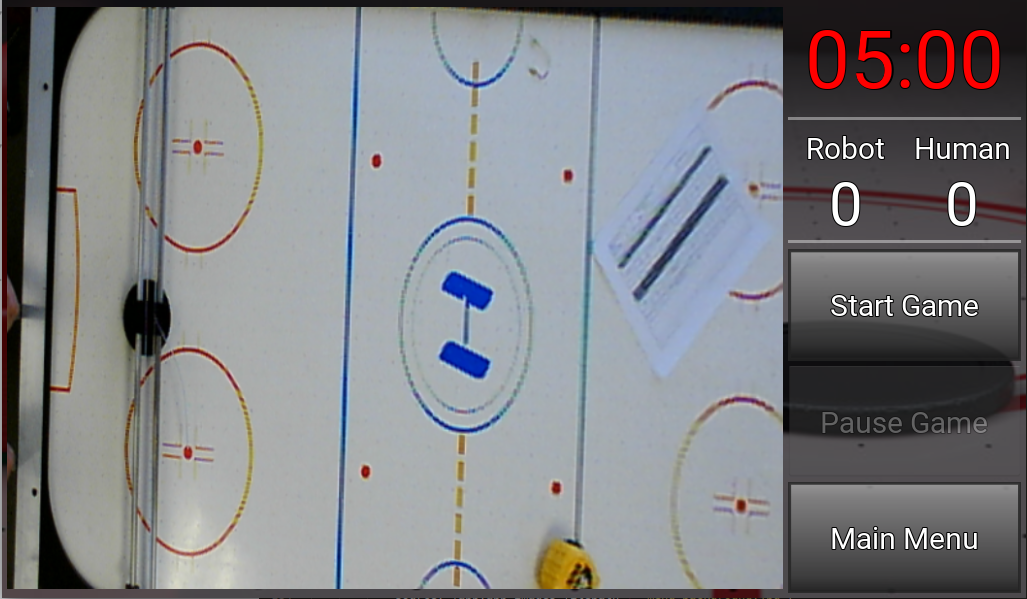 05:00
Robot Human
0 0
Start Game
Pause Game
Main Menu